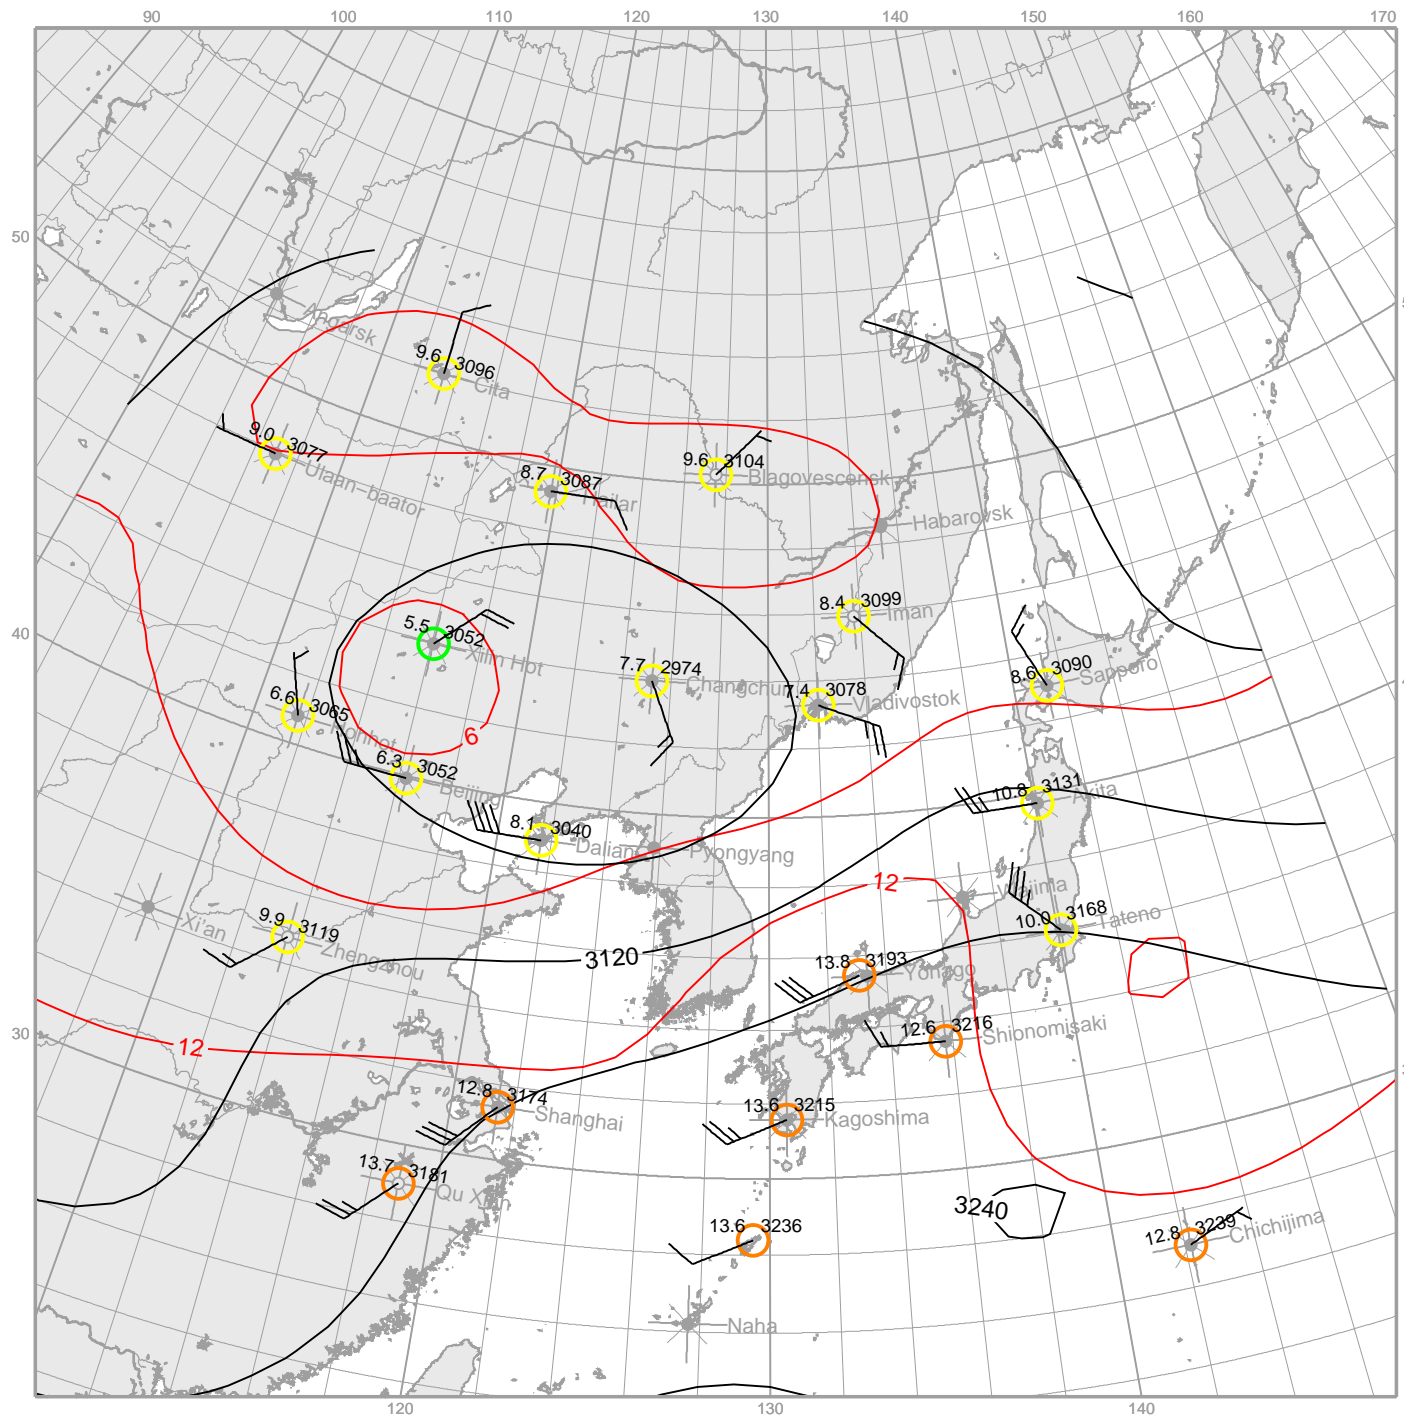 90 100 110 120 130 140 150 160 170
50
Angarsk
9.6 3096
Cita
9.0 3077
Ulaan-baator
8.7 3087
Hailar
9.6 3104
Blagovescensk
Habarovsk
8.4 3099
Iman
40
5.5 3052
Xilin Hot
7.7 2974
Changchun
7.4 3078
Vladivostok
8.6 3090
Sapporo
6.6 3065
Hohhot
6
6.3 3052
Beijing
10.8 3131
Akita
8.1 3040
Dalian
Pyongyang
12
Wajima
Xi'an
9.9 3119
Zhengzhou
10.0 3168
Tateno
3120
13.8 3193
Yonago
30
12
12.6 3216
Shionomisaki
12.8 3174
Shanghai
13.6 3215
Kagoshima
13.7 3181
Qu Xian
3240
13.6 3236
12.8 3239
Chichijima
Naha
120 130 140